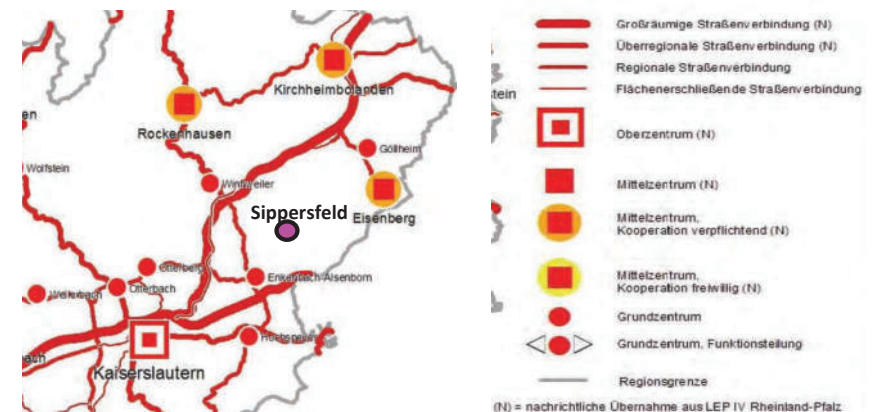 Kirchheimbolanden
Rockenhausen
Göllheim
Wolfstein
Winnweiler
Sippersfeld
Eisenberg
Otterberg
Enkenbach-Alsenborn
Weilerbach
Otterbach
Hochspeyer
Kaiserslautern
Großräumige Straßenverbindung (N)
Überregionale Straßenverbindung (N)
Regionale Straßenverbindung
Flächenerschließende Straßenverbindung
stein
Oberzentrum (N)
Mittelzentrum (N)
Mittelzentrum,
Kooperation verpflichtend (N)
Mittelzentrum,
Kooperation freiwillig (N)
Grundzentrum
Grundzentrum, Funktionsteilung
Regionsgrenze
(N) = nachrichtliche Übernahme aus LEP IV Rheinland-Pfalz